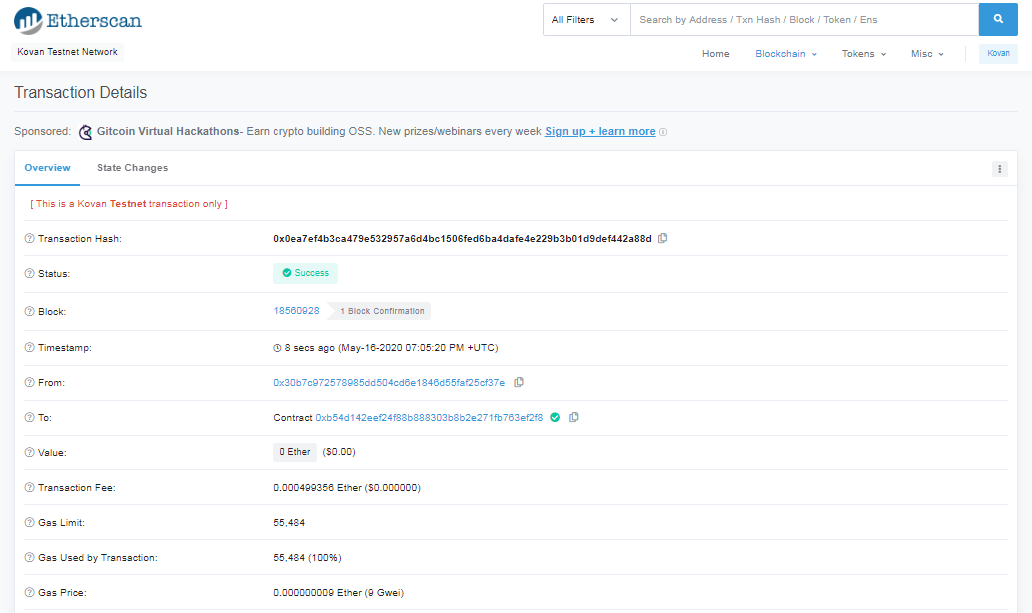 Etherscan
All Filters
Search by Address / Txn Hash / Block / Token / Ens
Kovan Testnet Network
Home Blockchain Tokens Misc Kovan
Transaction Details
Sponsored: Gitcoin Virtual Hackathons- Earn crypto building OSS. New prizes/webinars every week Sign up + learn more
Overview State Changes
[ This is a Kovan Testnet transaction only ]
Transaction Hash: 0x0ea7ef4b3ca479e532957a6d4bc1506fed6ba4dafe4e229b3b01d9def442a88d
Status: Success
Block: 18560928 1 Block Confirmation
Timestamp: 8 secs ago (May-16-2020 07:05:20 PM +UTC)
From: 0x30b7c972578985dd504cd6e1846d55faf25cf37e
To: Contract 0xb54d142eef24f88b888303b8b2e271fb763ef2f8
Value: 0 Ether ($0.00)
Transaction Fee: 0.000499356 Ether ($0.000000)
Gas Limit: 55,484
Gas Used by Transaction: 55,484 (100%)
Gas Price: 0.000000009 Ether (9 Gwei)